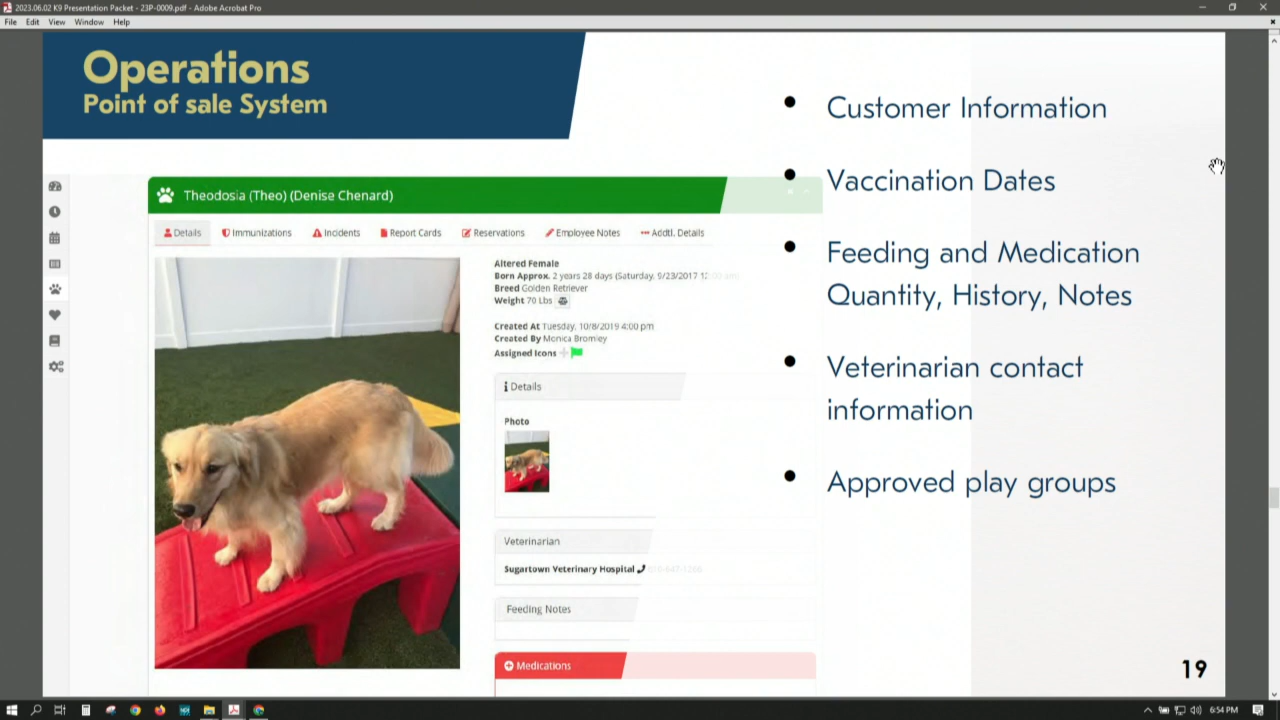 2023.06.02 K9 Presentation Packet - 23P-0009.pdf - Adobe Acrobat Pro
File Edit View Window Help
Operations
Point of sale System
Theodosia (Theo) (Denise Chenard)
Details Immunizations Incidents Report Cards Reservations Employee Notes Addtl. Details
Altered Female
Born Approx. 2 years 28 days (Saturday, 9/23/2017
Breed Golden Retriever
Weight 70 Lbs
Created At Tuesday, 10/8/2019 4:00 pm
Created By Monica Bromley
Assigned Icons
Details
Photo
Veterinarian
Sugartown Veterinary Hospital
Feeding Notes
Medications
• Customer Information
• Vaccination Dates
• Feeding and Medication
Quantity, History, Notes
• Veterinarian contact
information
• Approved play groups
19
6:54 PM